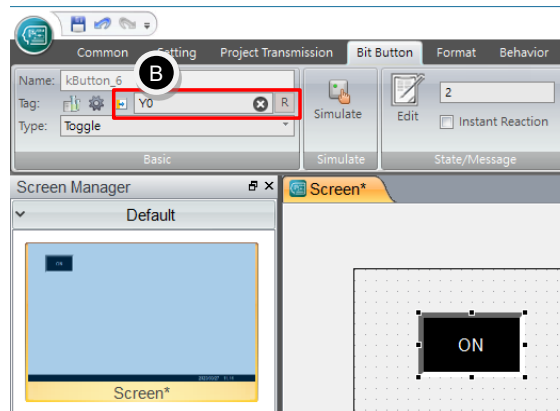 Common Setting Project Transmission Bit Button Format Behavior
B
Name: kButton_6
Tag: Y0 R
Type: Toggle
Basic
Simulate
Simulate
Edit
2
Instant Reaction
State/Message
Screen Manager
Default
ON
Screen*
Screen*
ON